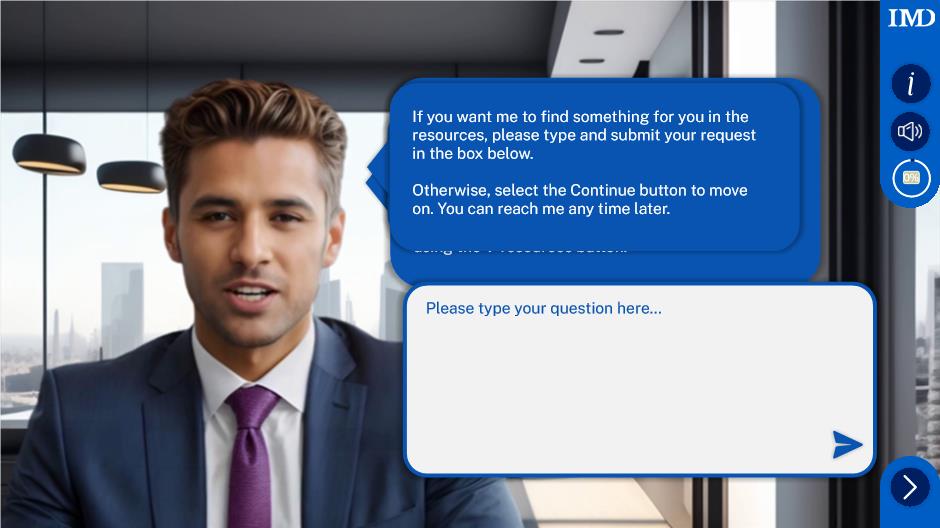 IMD
i
If you want me to find something for you in the
resources, please type and submit your request
in the box below.
0%
Otherwise, select the Continue button to move
on. You can reach me any time later.
Please type your question here...